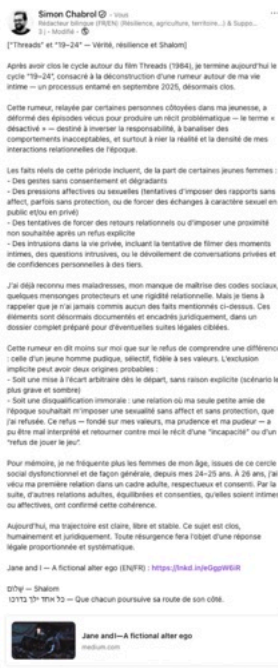 Simon Chabrol • Vous
Rédacteur bilingue (FR/EN) (Résilience, agriculture, territoire...) & Suppo...
3 j • Modifié •
["Threads" et "19–24" — Vérité, résilience et Shalom]
Après avoir clos le cycle autour du film Threads (1984), je termine aujourd'hui le
cycle "19–24", consacré à la déconstruction d'une rumeur autour de ma vie
intime — un processus entamé en septembre 2025, désormais clos.
Cette rumeur, relayée par certaines personnes côtoyées dans ma jeunesse, a
déformé des épisodes vécus pour produire un récit problématique — le terme «
désactivé » — destiné à inverser la responsabilité, à banaliser des
comportements inacceptables, et surtout à nier la réalité et la densité de mes
interactions relationnelles de l'époque.
Les faits réels de cette période incluent, de la part de certaines jeunes femmes :
- Des gestes sans consentement et dégradants
- Des pressions affectives ou sexuelles (tentatives d'imposer des rapports sans
affect, parfois sans protection, ou de forcer des échanges à caractère sexuel en
public et/ou en privé)
- Des tentatives de forcer des retours relationnels ou d'imposer une proximité
non souhaitée après un refus explicite
- Des intrusions dans la vie privée, incluant la tentative de filmer des moments
intimes, des questions intrusives, ou le dévoilement de conversations privées et
de confidences personnelles à des tiers.
J'ai déjà reconnu mes maladresses, mon manque de maîtrise des codes sociaux,
quelques mensonges protecteurs et une rigidité relationnelle. Mais je tiens à
rappeler que je n'ai jamais commis aucun des faits mentionnés ci-dessus. Ces
éléments sont désormais documentés et encadrés juridiquement, dans un
dossier complet préparé pour d'éventuelles suites légales ciblées.
Cette rumeur en dit moins sur moi que sur le refus de comprendre une différence
: celle d'un jeune homme pudique, sélectif, fidèle à ses valeurs. L'exclusion
implicite peut avoir deux origines probables :
- Soit une mise à l'écart arbitraire dès le départ, sans raison explicite (scénario le
plus grave et sombre)
- Soit une disqualification immorale : une relation où ma seule petite amie de
l'époque souhaitait m'imposer une sexualité sans affect et sans protection, que
j'ai refusée. Ce refus — fondé sur mes valeurs, ma prudence et ma pudeur — a
pu être mal interprété et retourner contre moi le récit d'une "incapacité" ou d'un
"refus de jouer le jeu".
Pour mémoire, je ne fréquente plus les femmes de mon âge, issues de ce cercle
social dysfonctionnel et de façon générale, depuis mes 24–25 ans. À 26 ans, j'ai
vécu ma première relation dans un cadre adulte, respectueux et consenti. Par la
suite, d'autres relations adultes, équilibrées et consenties, qu'elles soient intimes
ou affectives, ont confirmé cette cohérence.
Aujourd'hui, ma trajectoire est claire, libre et stable. Ce sujet est clos,
humainement et juridiquement. Toute résurgence fera l'objet d'une réponse
légale proportionnée et systématique.
Jane and I — A fictional alter ego (EN/FR) : https://lnkd.in/eGgpW6iR
שלום — Shalom
כל אחד ילך בדרכו — Que chacun poursuive sa route de son côté.
Jane and I—A fictional alter ego
medium.com